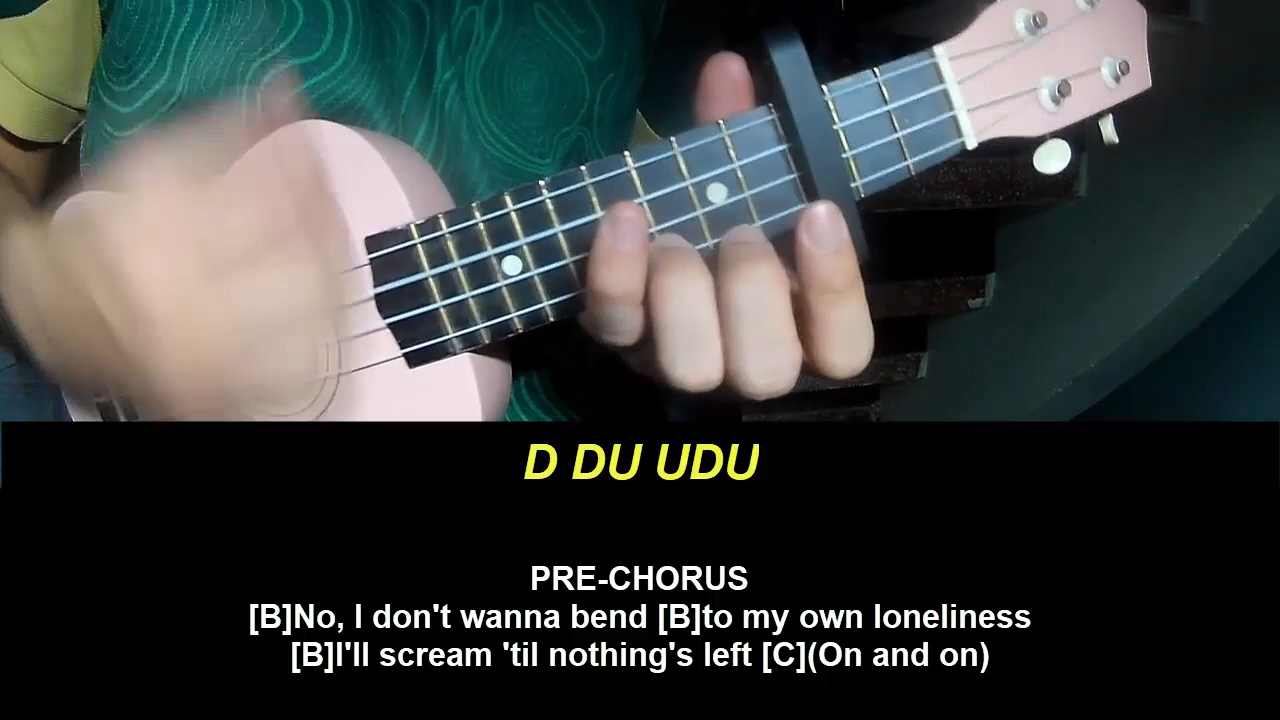 D DU UDU
PRE-CHORUS
[B]No, I don't wanna bend [B]to my own loneliness
[B]I'll scream 'til nothing's left [C](On and on)